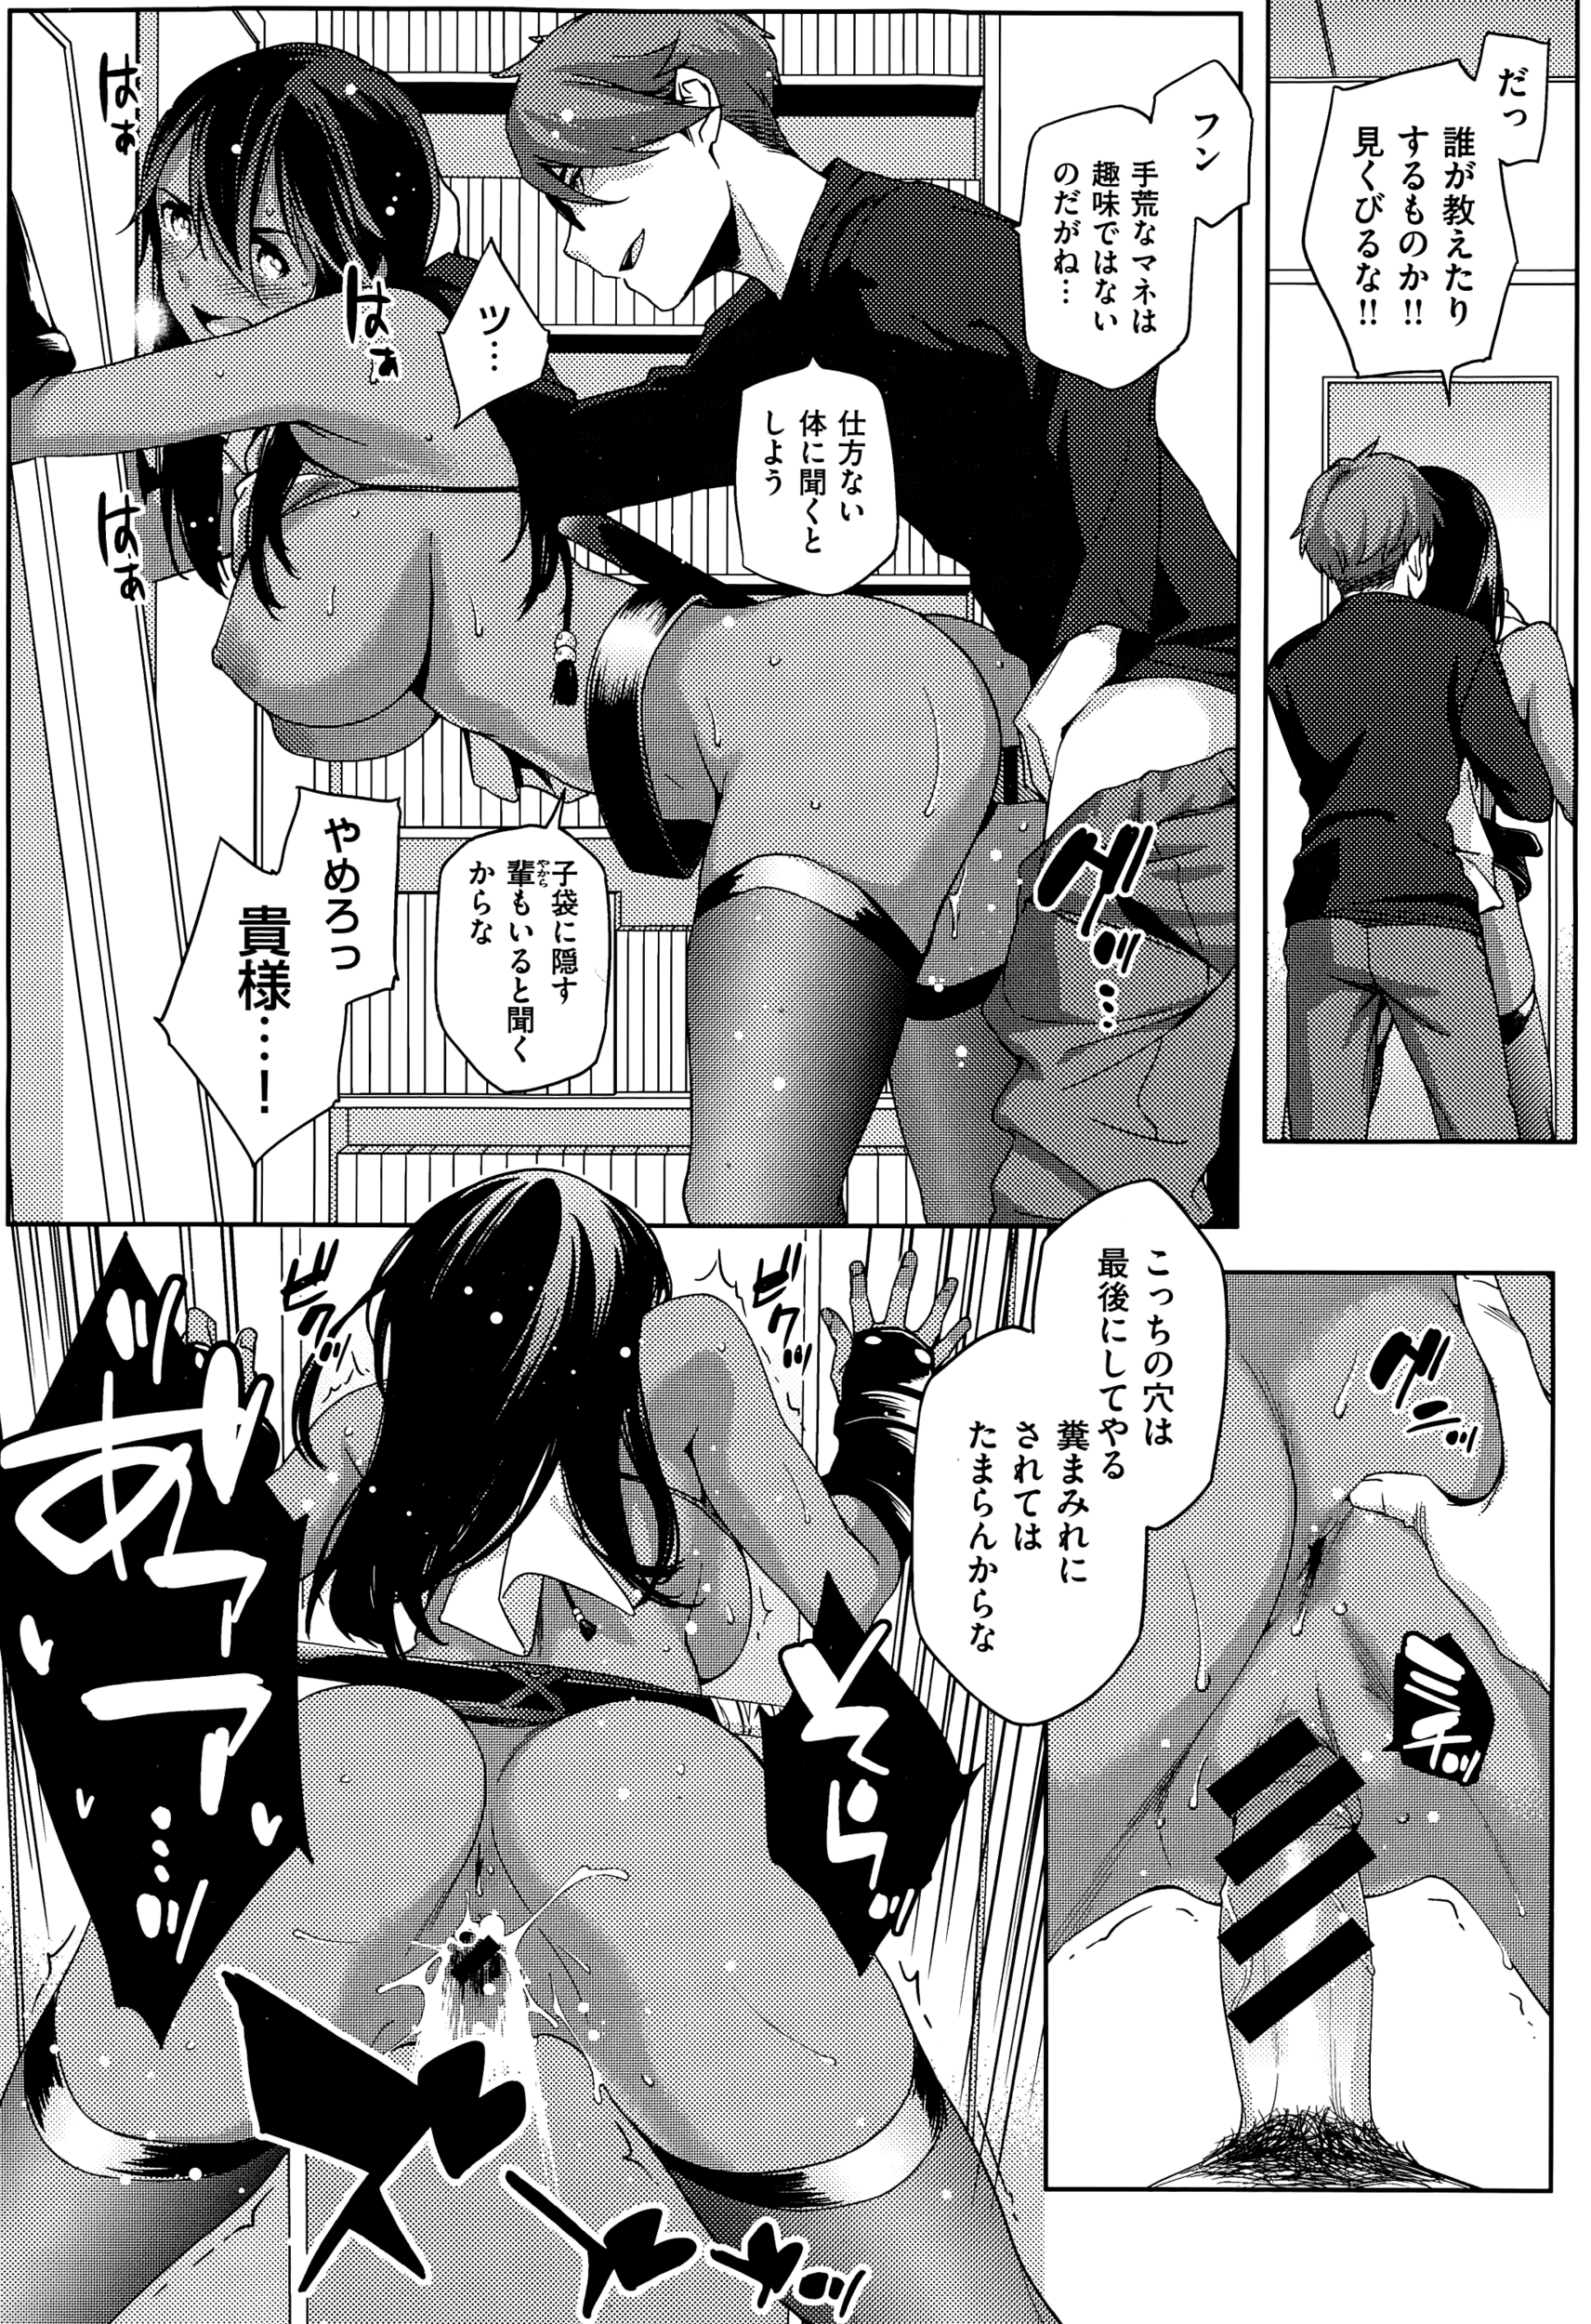 だっ
誰が教えたり
するものか!!
見くびるな!!
フン
手荒なマネは
趣味ではない
のだがね…
仕方ない
体に聞くと
しよう
ッ…
はぁ
はぁ
はぁ
グッ…
子袋に隠す
輩もいると聞く
やから
からな
やめろっ
貴様…!
グニッ
ミチッ
こっちの穴は
最後にしてやる
糞まみれに
されては
たまらんからな
ビクッ
ビクッ
そこっ